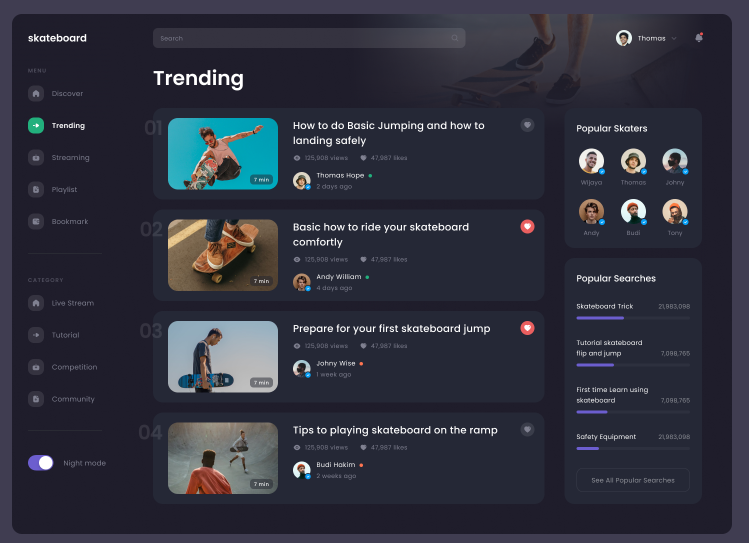 skateboard
Search
Thomas
MENU
Discover
Trending
Streaming
Playlist
Bookmark
CATEGORY
Live Stream
Tutorial
Competition
Community
Night mode
Trending
01
7 min
How to do Basic Jumping and how to
landing safely
125,908 views 47,987 likes
Thomas Hope
2 days ago
02
7 min
Basic how to ride your skateboard
comfortly
125,908 views 47,987 likes
Andy William
4 days ago
03
7 min
Prepare for your first skateboard jump
125,908 views 47,987 likes
Johny Wise
1 week ago
04
7 min
Tips to playing skateboard on the ramp
125,908 views 47,987 likes
Budi Hakim
2 weeks ago
Popular Skaters
Wijaya Thomas Johny
Andy Budi Tony
Popular Searches
Skateboard Trick 21,983,098
Tutorial skateboard
flip and jump 7,098,765
First time Learn using
skateboard 7,098,765
Safety Equipment 21,983,098
See All Popular Searches